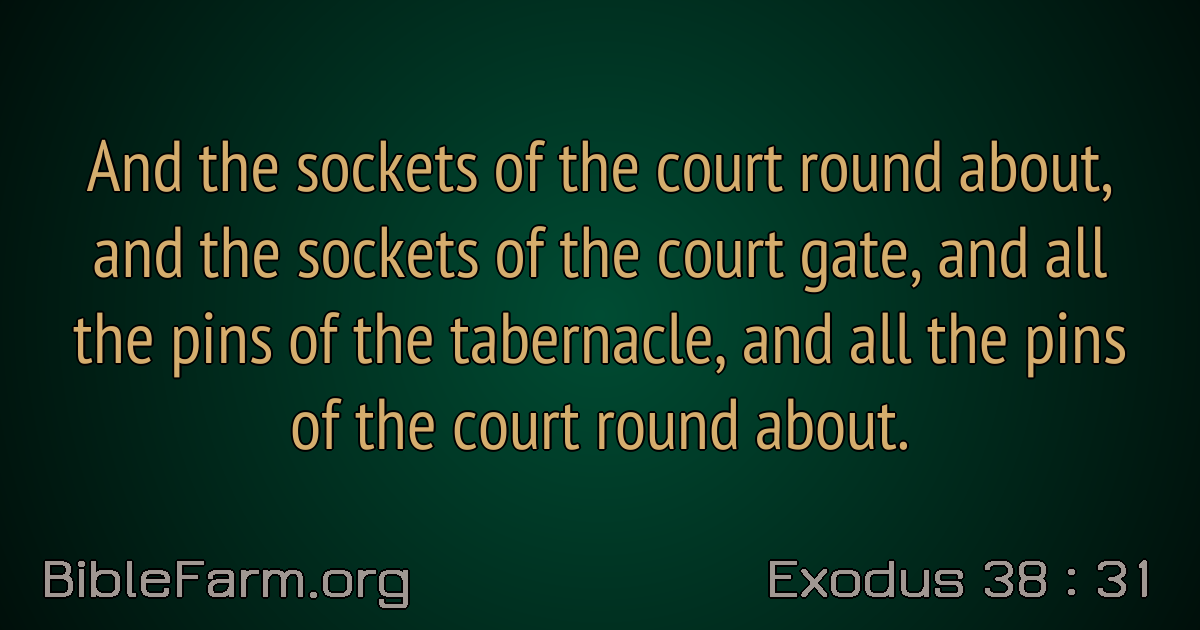 And the sockets of the court round about,
and the sockets of the court gate, and all
the pins of the tabernacle, and all the pins
of the court round about.
BibleFarm.org
Exodus 38 : 31